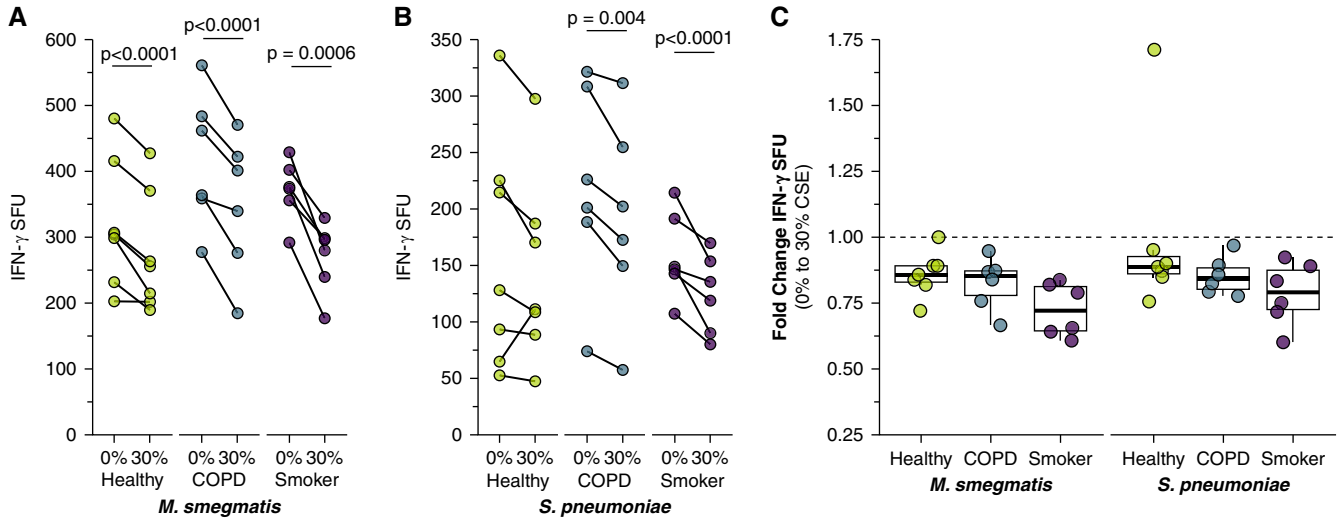 A
p<0.0001
p<0.0001
p = 0.0006
600
500
400
300
200
100
0
IFN-γ SFU
0% 30%
Healthy
0% 30%
COPD
0% 30%
Smoker
M. smegmatis
B
p = 0.004
p<0.0001
350
300
250
200
150
100
50
0
IFN-γ SFU
0% 30%
Healthy
0% 30%
COPD
0% 30%
Smoker
S. pneumoniae
C
1.75
1.50
1.25
1.00
0.75
0.50
0.25
Fold Change IFN-γ SFU
(0% to 30% CSE)
Healthy COPD Smoker
M. smegmatis
Healthy COPD Smoker
S. pneumoniae